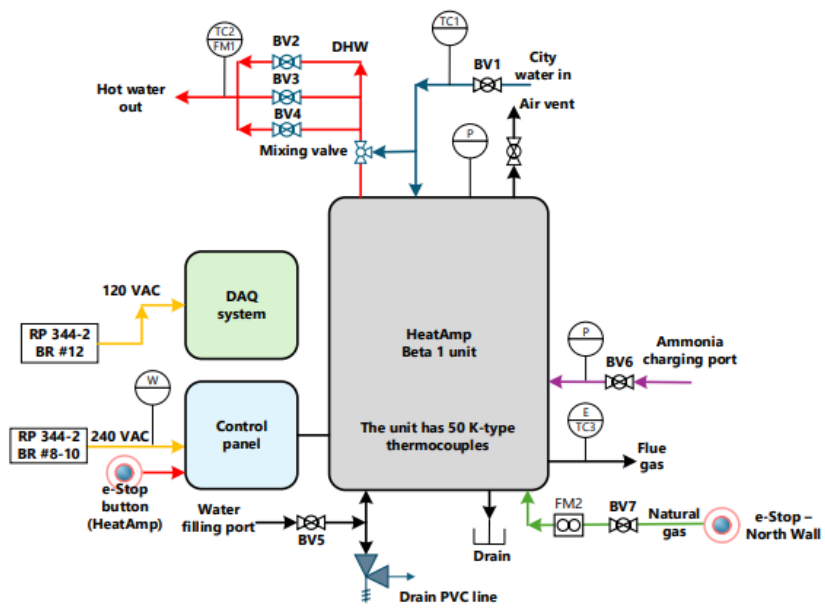 TC2
FM1
BV2
DHW
TC1
BV1
City
water in
Hot water
out
BV3
BV4
Air vent
Mixing valve
P
120 VAC
DAQ
system
RP 344-2
BR #12
HeatAmp
Beta 1 unit
P
Ammonia
charging port
BV6
W
RP 344-2
BR #8-10
240 VAC
Control
panel
The unit has 50 K-type
thermocouples
E
TC3
Flue
gas
e-Stop
button
(HeatAmp)
Water
filling port
BV5
Drain
FM2
BV7
Natural
gas
e-Stop –
North Wall
Drain PVC line